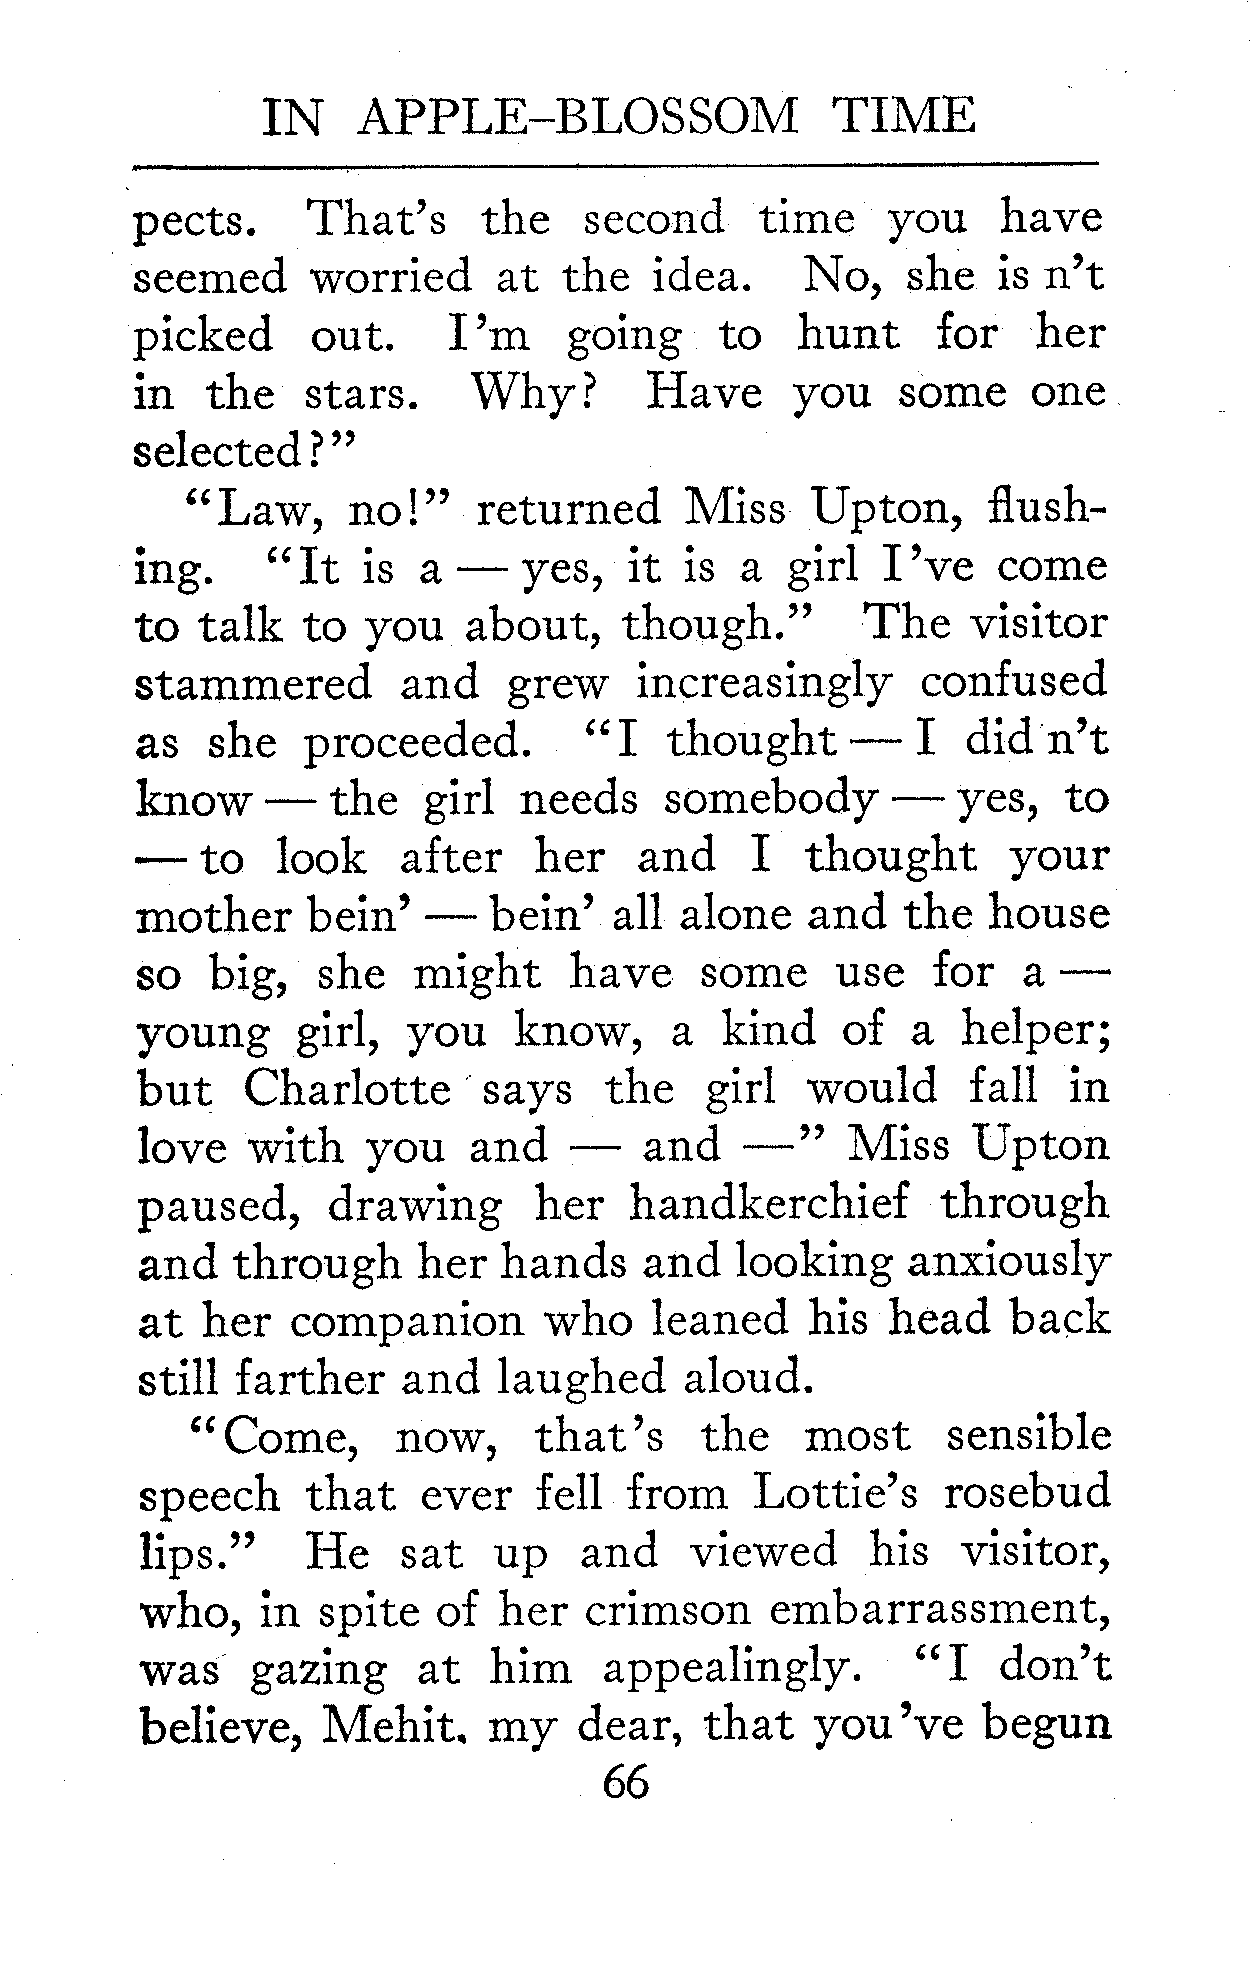 IN APPLE-BLOSSOM TIME
pects. That's the second time you have
seemed worried at the idea. No, she is n't
picked out. I'm going to hunt for her
in the stars. Why? Have you some one
selected?"
"Law, no!" returned Miss Upton, flush-
ing. "It is a — yes, it is a girl I've come
to talk to you about, though." The visitor
stammered and grew increasingly confused
as she proceeded. "I thought — I did n't
know — the girl needs somebody — yes, to
— to look after her and I thought your
mother bein' — bein' all alone and the house
so big, she might have some use for a —
young girl, you know, a kind of a helper;
but Charlotte says the girl would fall in
love with you and — and —" Miss Upton
paused, drawing her handkerchief through
and through her hands and looking anxiously
at her companion who leaned his head back
still farther and laughed aloud.
"Come, now, that's the most sensible
speech that ever fell from Lottie's rosebud
lips." He sat up and viewed his visitor,
who, in spite of her crimson embarrassment,
was gazing at him appealingly. "I don't
believe, Mehit, my dear, that you've begun
66